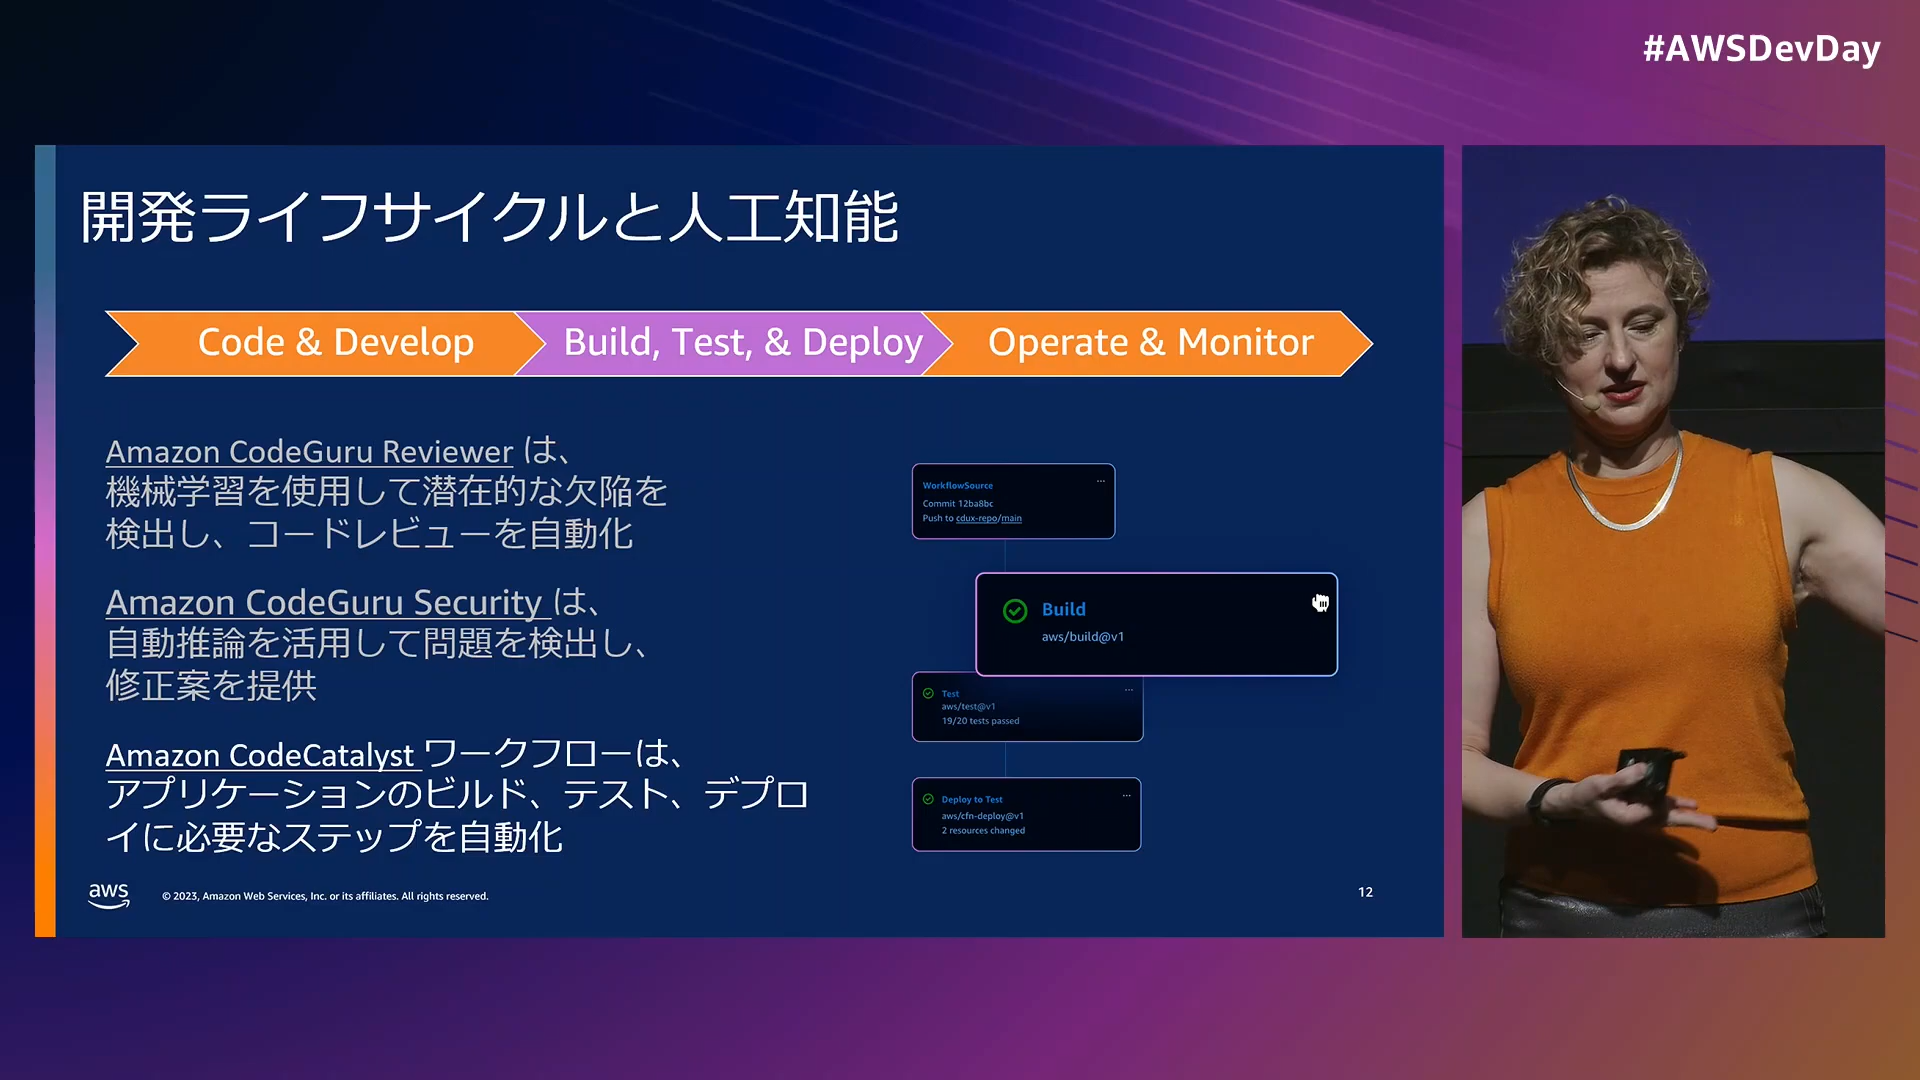 #AWSDevDay
開発ライフサイクルと人工知能
Code & Develop
Build, Test, & Deploy
Operate & Monitor
Amazon CodeGuru Reviewer は、
機械学習を使用して潜在的な欠陥を
検出し、コードレビューを自動化
Amazon CodeGuru Security は、
自動推論を活用して問題を検出し、
修正案を提供
Amazon CodeCatalyst ワークフローは、
アプリケーションのビルド、テスト、デプロ
イに必要なステップを自動化
WorkflowSource
Commit 12ba8bc
Push to cdux-repo/main
Build
aws/build@v1
Test
aws/test@v1
19/20 tests passed
Deploy to Test
aws/cfn-deploy@v1
2 resources changed
aws
© 2023, Amazon Web Services, Inc. or its affiliates. All rights reserved.
12